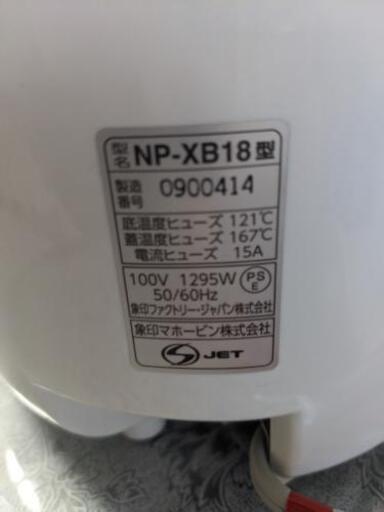 型名 NP-XB18型
製造番号 0900414
底温度ヒューズ 121℃
蓋温度ヒューズ 167℃
電流ヒューズ 15A
100V 1295W PSE
50/60Hz
象印ファクトリー・ジャパン株式会社
象印マホービン株式会社
S JET